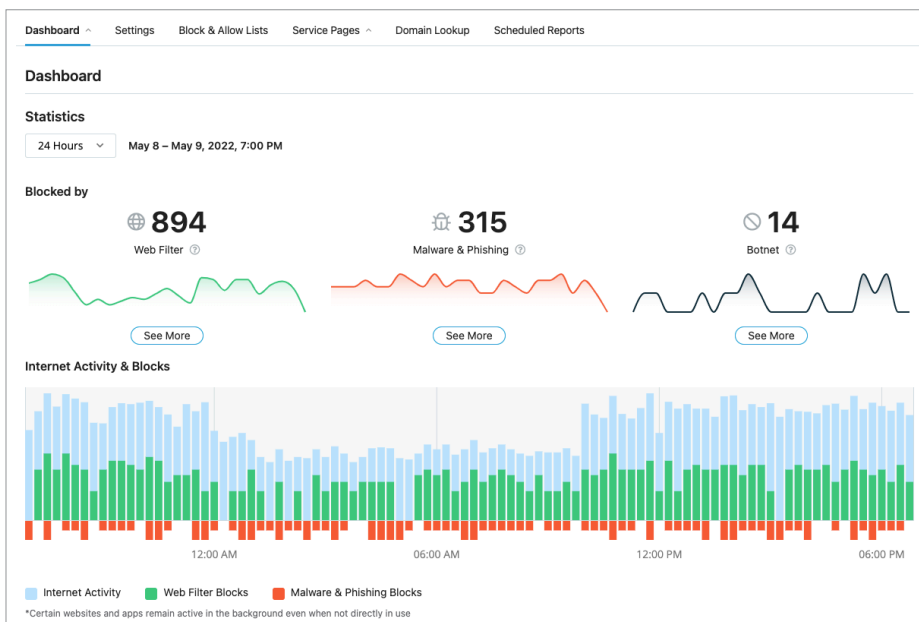 Dashboard Settings Block & Allow Lists Service Pages Domain Lookup Scheduled Reports
Dashboard
Statistics
24 Hours May 8 – May 9, 2022, 7:00 PM
Blocked by
894 315 14
Web Filter ? Malware & Phishing ? Botnet ?
See More See More See More
Internet Activity & Blocks
12:00 AM 06:00 AM 12:00 PM 06:00 PM
Internet Activity Web Filter Blocks Malware & Phishing Blocks
*Certain websites and apps remain active in the background even when not directly in use